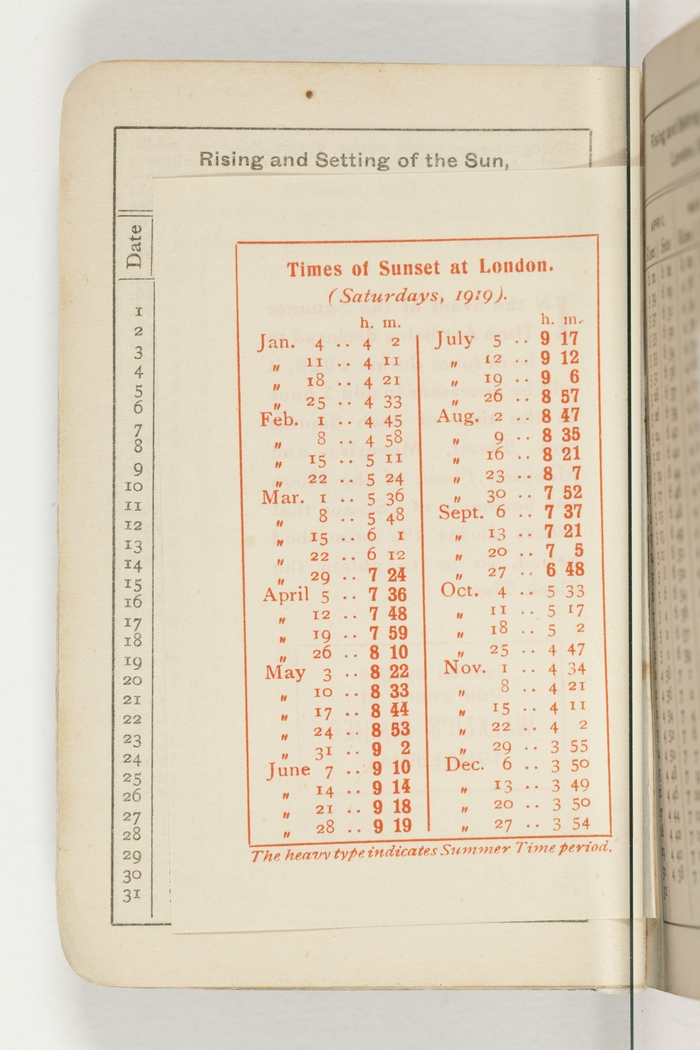 Rising and Setting of the Sun,
Date
1
2
3
4
5
6
7
8
9
10
11
12
13
14
15
16
17
18
19
20
21
22
23
24
25
26
27
28
29
30
31
Times of Sunset at London.
(Saturdays, 1919).
h. m.
Jan. 4 .. 4 2
„ 11 .. 4 11
„ 18 .. 4 21
„ 25 .. 4 33
Feb. 1 .. 4 45
„ 8 .. 4 58
„ 15 .. 5 11
„ 22 .. 5 24
Mar. 1 .. 5 36
„ 8 .. 5 48
„ 15 .. 6 1
„ 22 .. 6 12
„ 29 .. 7 24
April 5 .. 7 36
„ 12 .. 7 48
„ 19 .. 7 59
„ 26 .. 8 10
May 3 .. 8 22
„ 10 .. 8 33
„ 17 .. 8 44
„ 24 .. 8 53
„ 31 .. 9 2
June 7 .. 9 10
„ 14 .. 9 14
„ 21 .. 9 18
„ 28 .. 9 19
h. m.
July 5 .. 9 17
„ 12 .. 9 12
„ 19 .. 9 6
„ 26 .. 8 57
Aug. 2 .. 8 47
„ 9 .. 8 35
„ 16 .. 8 21
„ 23 .. 8 7
„ 30 .. 7 52
Sept. 6 .. 7 37
„ 13 .. 7 21
„ 20 .. 7 5
„ 27 .. 6 48
Oct. 4 .. 5 33
„ 11 .. 5 17
„ 18 .. 5 2
„ 25 .. 4 47
Nov. 1 .. 4 34
„ 8 .. 4 21
„ 15 .. 4 11
„ 22 .. 4 2
„ 29 .. 3 55
Dec. 6 .. 3 50
„ 13 .. 3 49
„ 20 .. 3 50
„ 27 .. 3 54
The heavy type indicates Summer Time period.